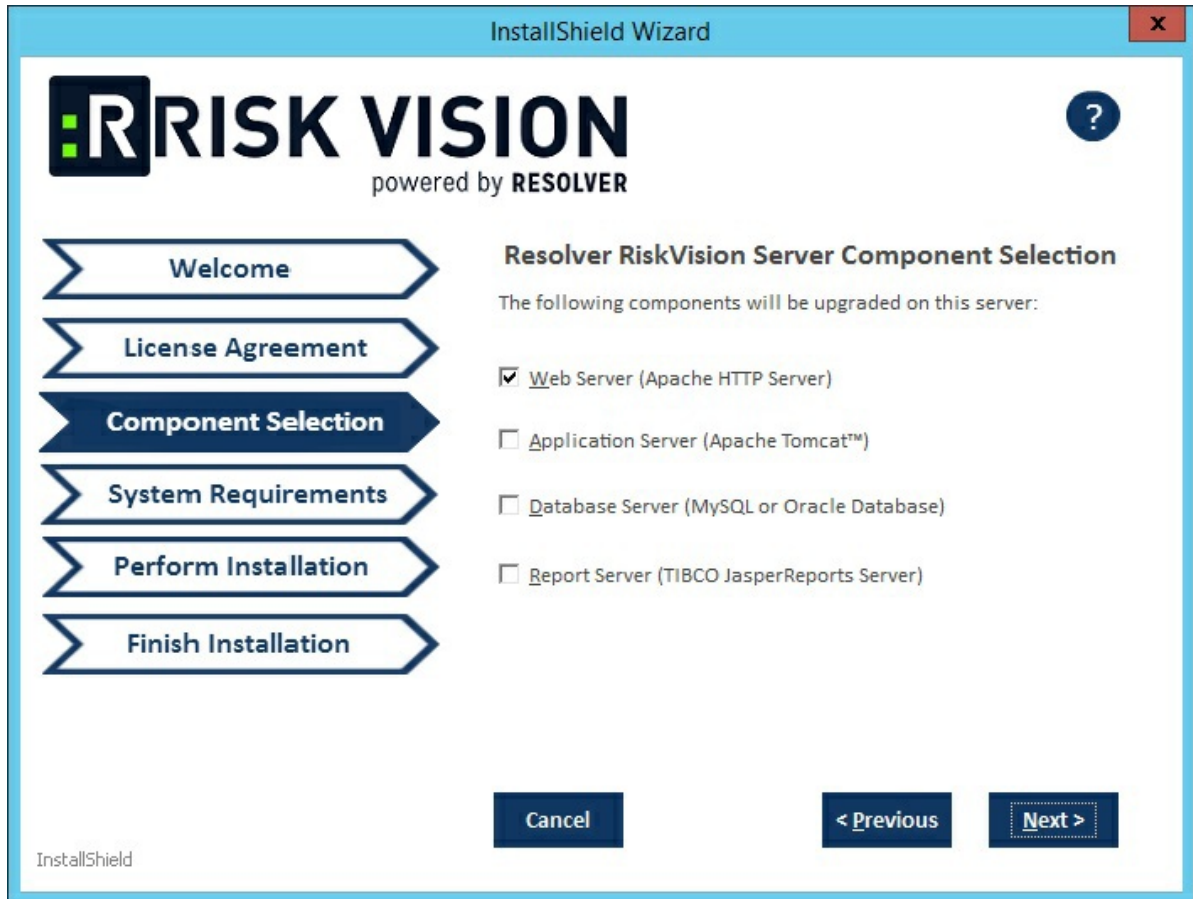 InstallShield Wizard
x
:R RISK VISION
powered by RESOLVER
?
Welcome
License Agreement
Component Selection
System Requirements
Perform Installation
Finish Installation
Resolver RiskVision Server Component Selection
The following components will be upgraded on this server:
Web Server (Apache HTTP Server)
Application Server (Apache Tomcat™)
Database Server (MySQL or Oracle Database)
Report Server (TIBCO JasperReports Server)
Cancel
< Previous
Next >
InstallShield